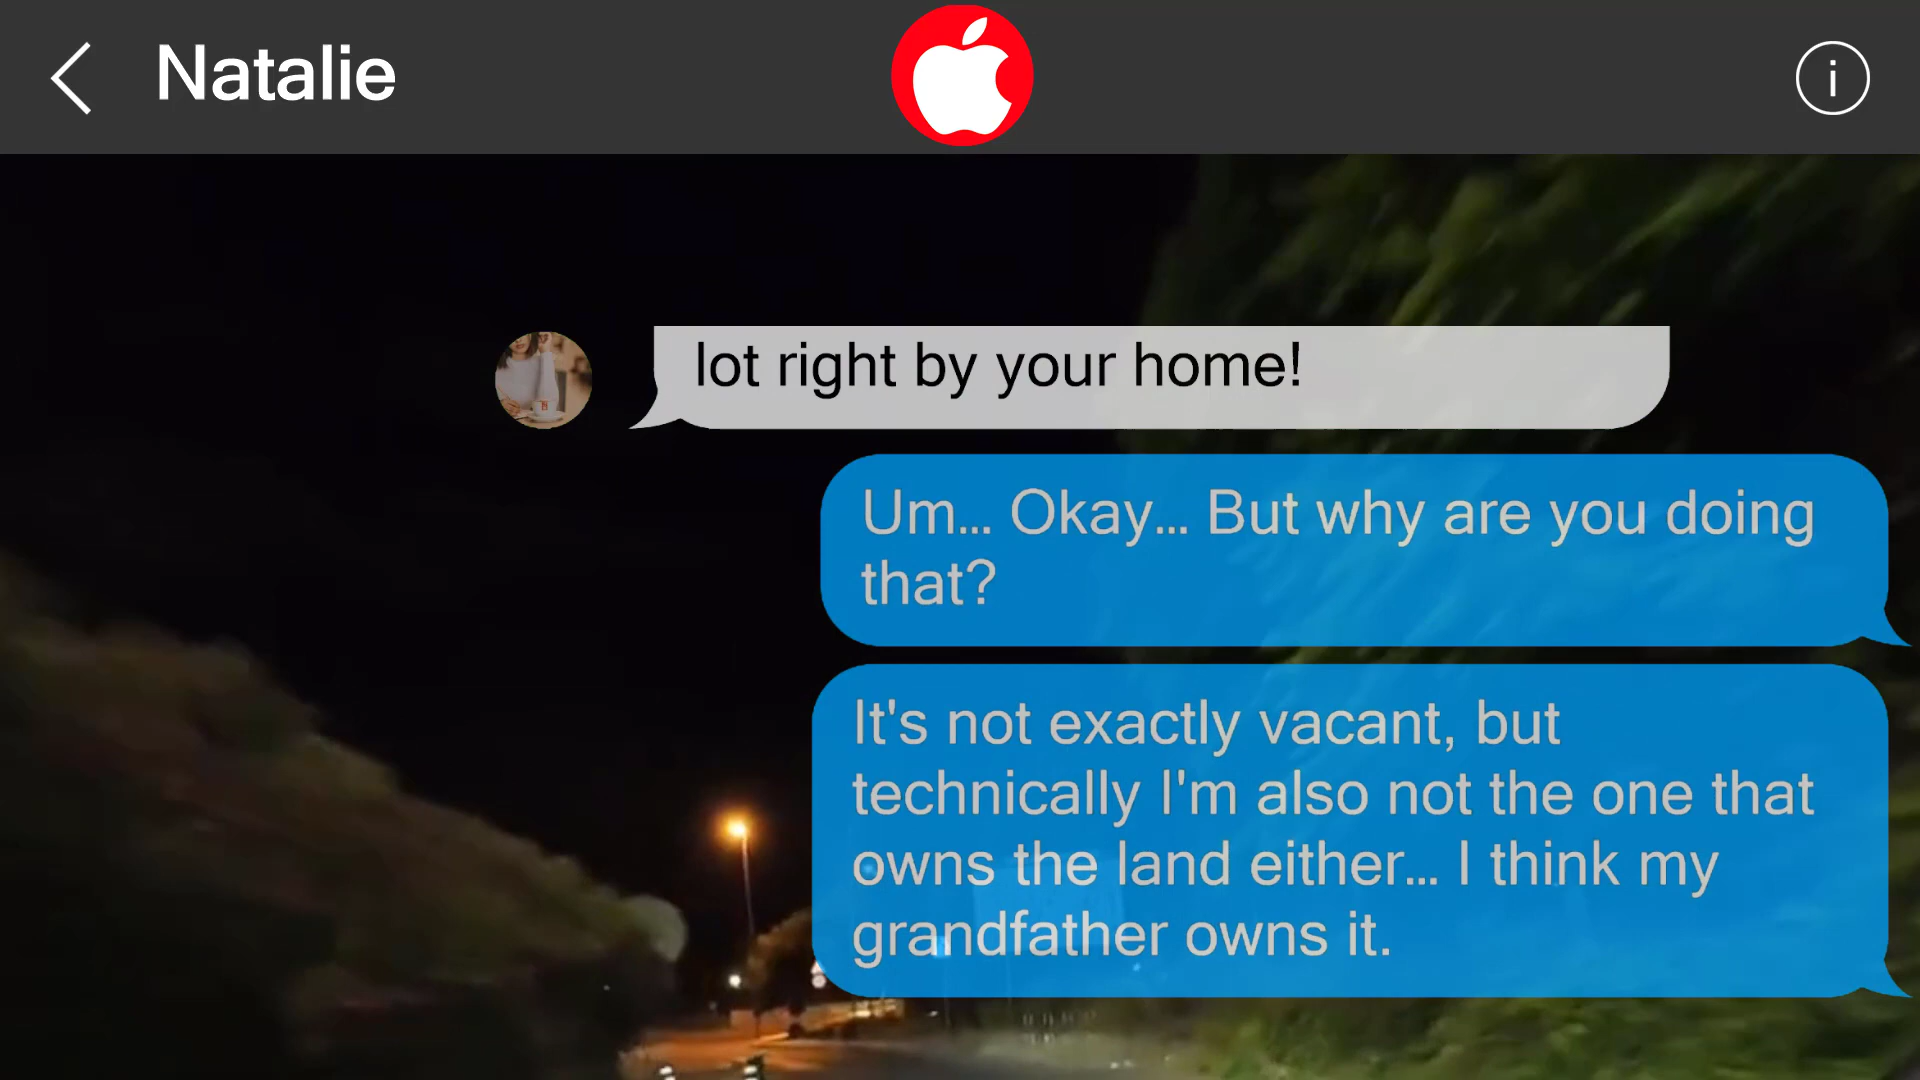 Natalie
i
lot right by your home!
Um... Okay... But why are you doing
that?
It's not exactly vacant, but
technically I'm also not the one that
owns the land either... I think my
grandfather owns it.